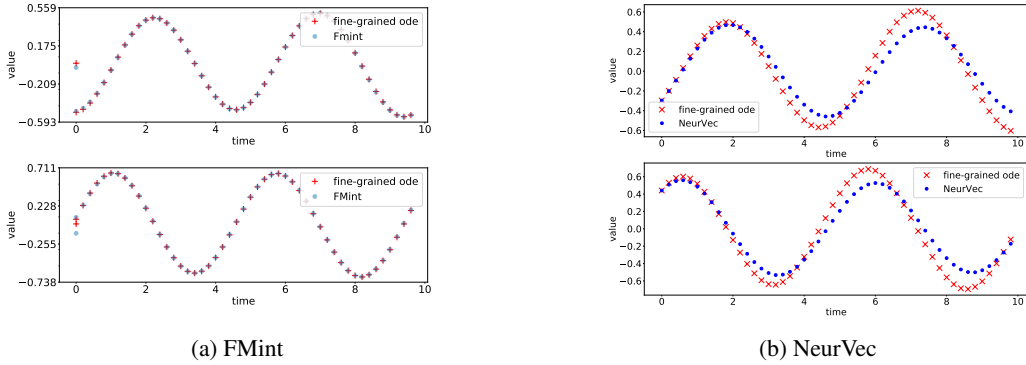 0.559
0.175
-0.209
-0.593
value
fine-grained ode
Fmint
0 2 4 6 8 10
time
0.711
0.228
-0.255
-0.738
value
fine-grained ode
FMint
0 2 4 6 8 10
time
(a) FMint
0.6
0.4
0.2
0.0
−0.2
−0.4
−0.6
value
fine-grained ode
NeurVec
0 2 4 6 8 10
time
0.6
0.4
0.2
0.0
−0.2
−0.4
−0.6
value
fine-grained ode
NeurVec
0 2 4 6 8 10
time
(b) NeurVec